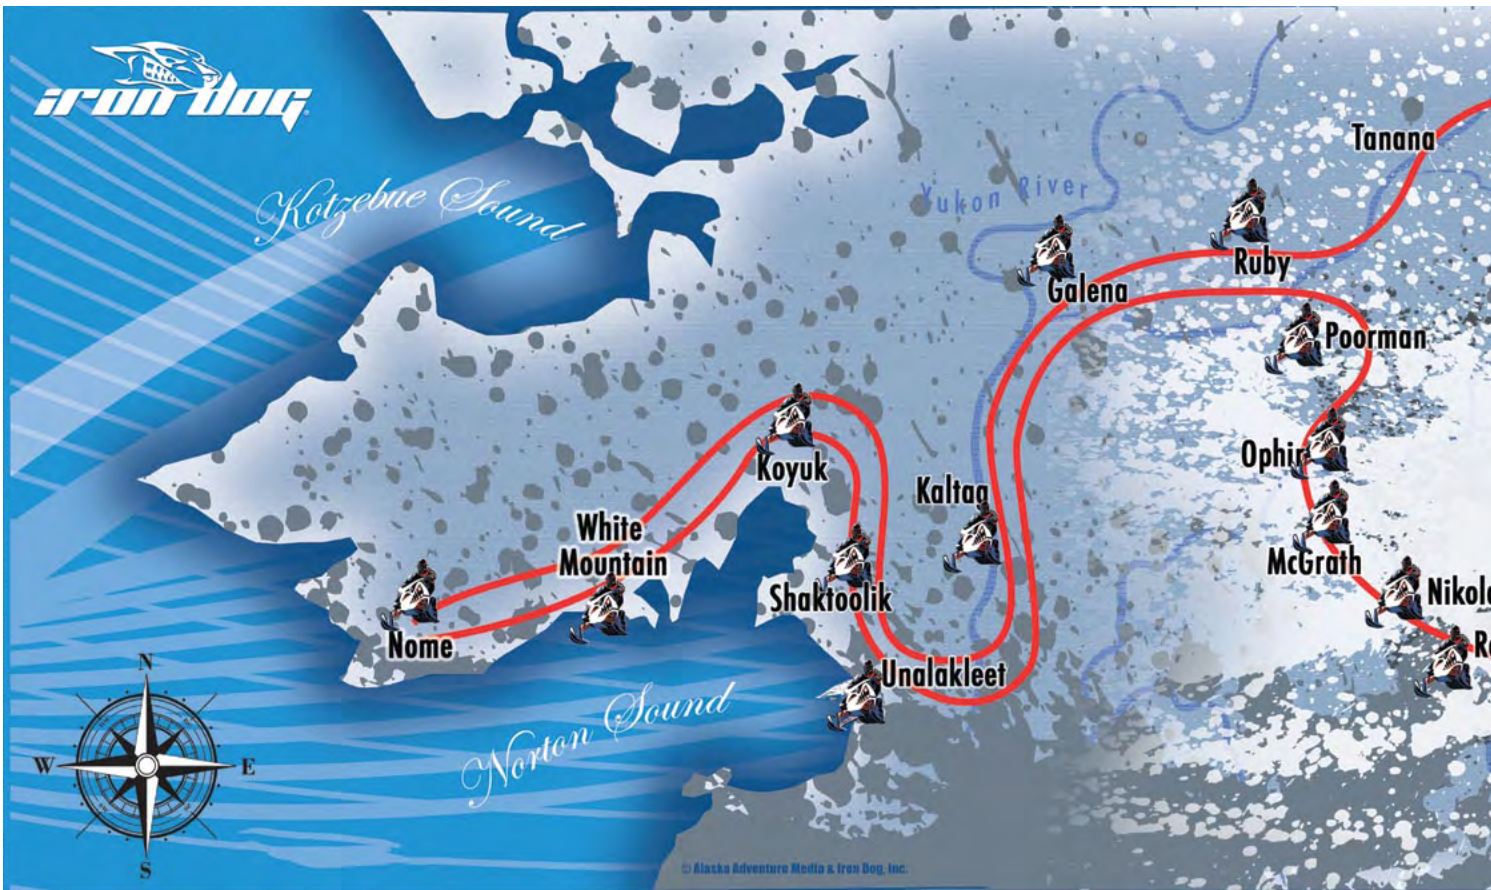 iron dog
Kotzebue Sound
Yukon River
Tanana
Ruby
Galena
Poorman
Ophir
Koyuk
Kaltag
White
Mountain
McGrath
Shaktoolik
Nome
Unalakleet
Norton Sound
N
W
E
S
© Alaska Adventure Media & Iron Dog, Inc.